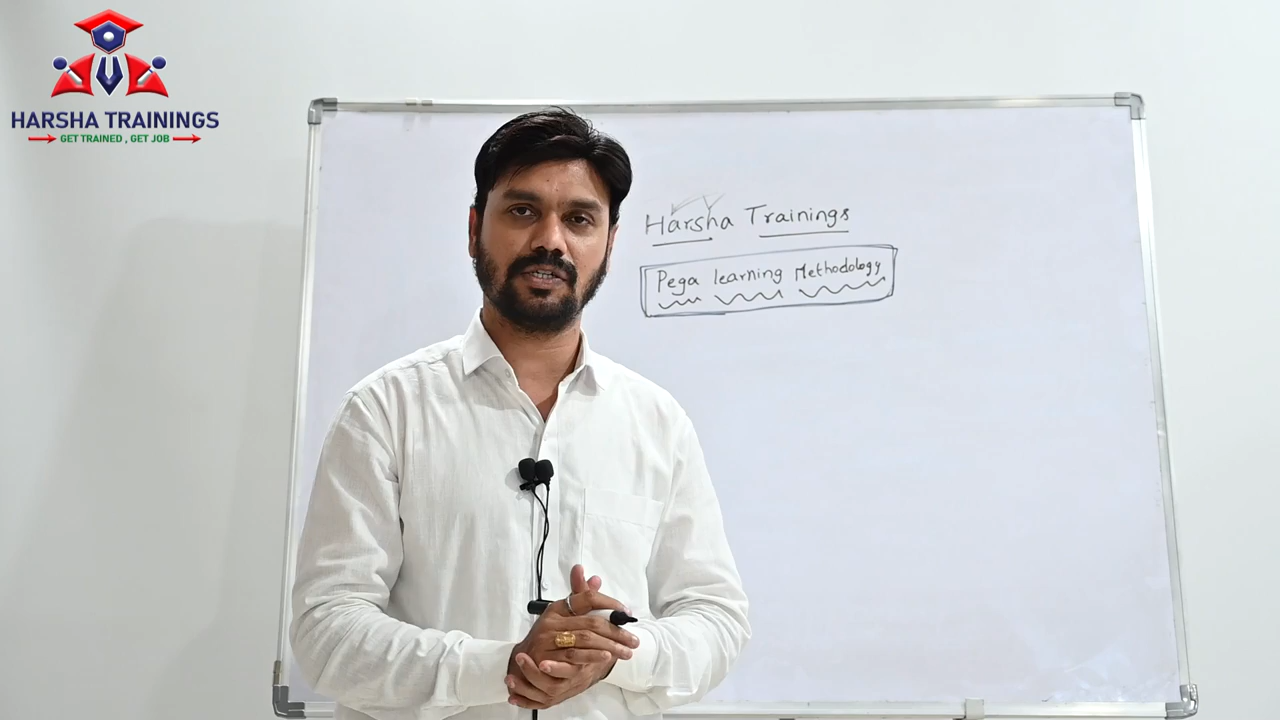 HARSHA TRAININGS
GET TRAINED , GET JOB
Harsha Trainings
Pega learning Methodology